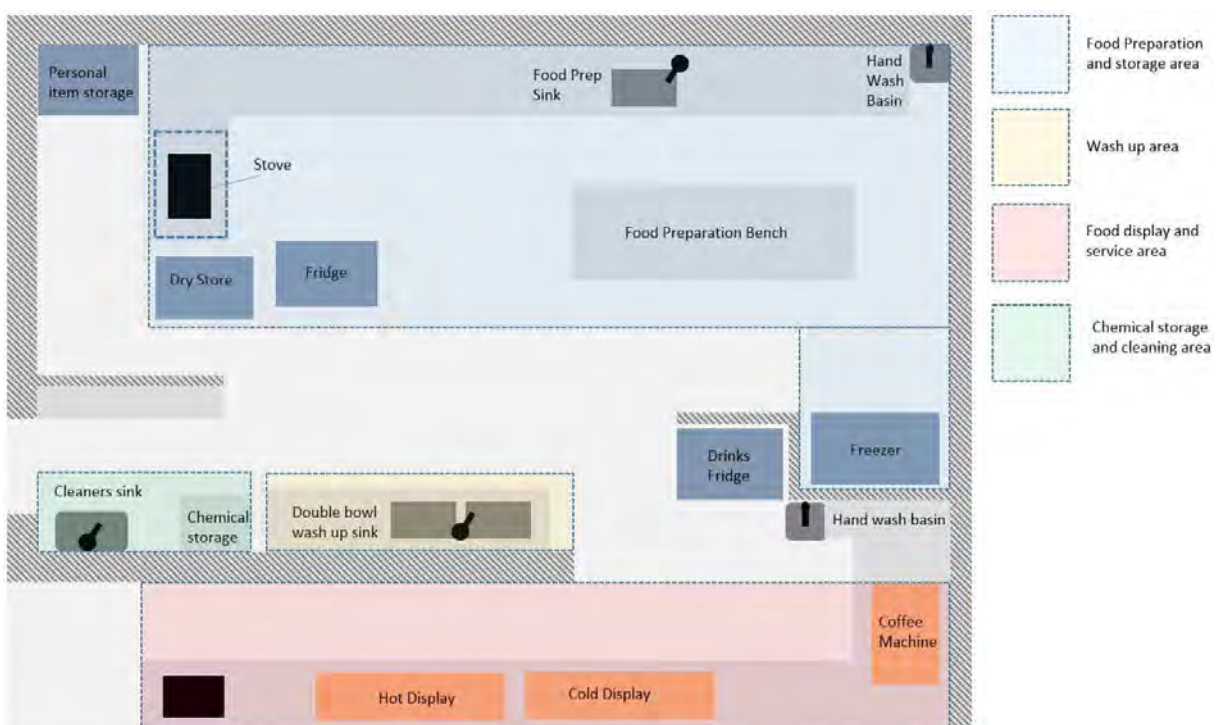 Personal
item storage
Food Prep
Sink
Hand
Wash
Basin
Stove
Food Preparation Bench
Dry Store
Fridge
Drinks
Fridge
Freezer
Cleaners sink
Chemical
storage
Double bowl
wash up sink
Hand wash basin
Coffee
Machine
Hot Display
Cold Display
Food Preparation
and storage area
Wash up area
Food display and
service area
Chemical storage
and cleaning area